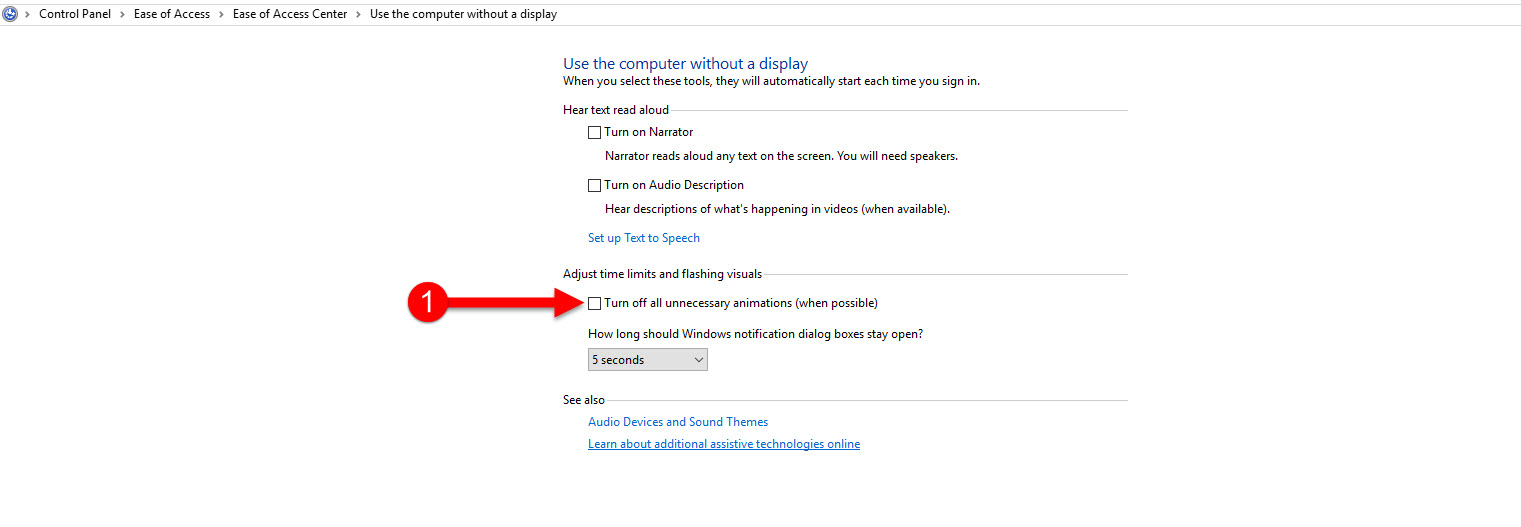 Control Panel > Ease of Access > Ease of Access Center > Use the computer without a display
Use the computer without a display
When you select these tools, they will automatically start each time you sign in.
Hear text read aloud
Turn on Narrator
Narrator reads aloud any text on the screen. You will need speakers.
Turn on Audio Description
Hear descriptions of what's happening in videos (when available).
Set up Text to Speech
Adjust time limits and flashing visuals
1
Turn off all unnecessary animations (when possible)
How long should Windows notification dialog boxes stay open?
5 seconds
See also
Audio Devices and Sound Themes
Learn about additional assistive technologies online